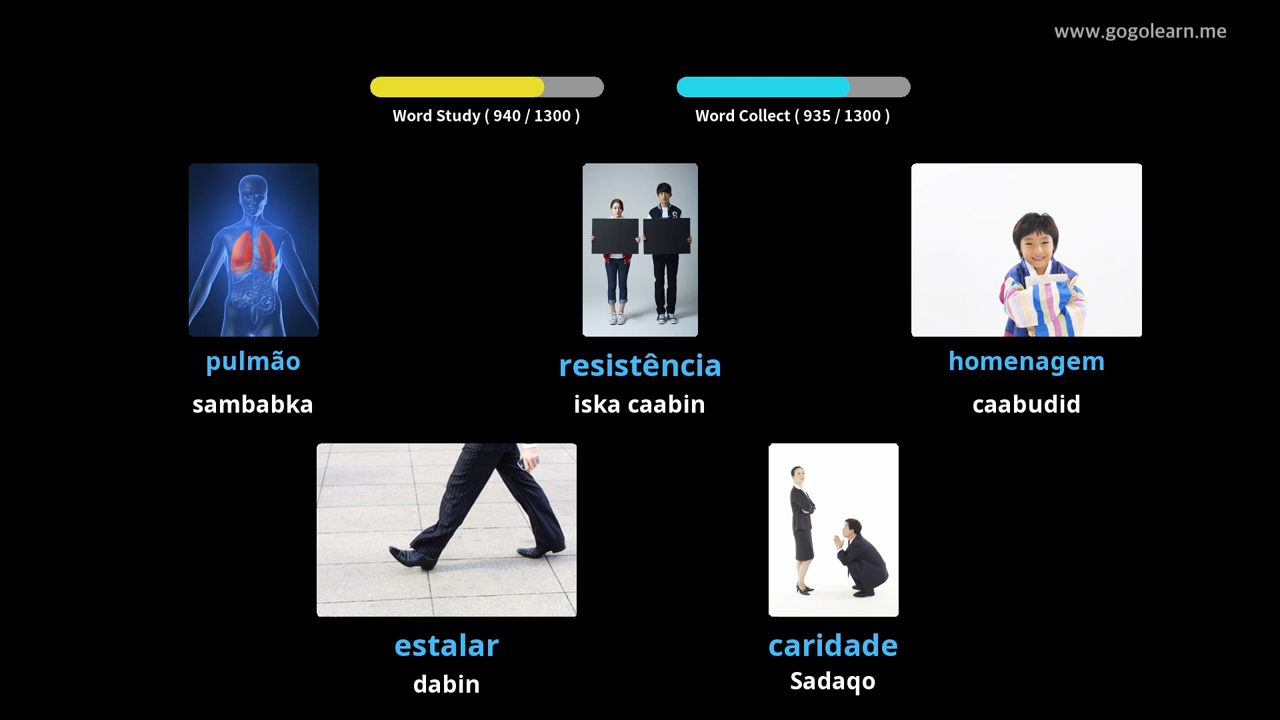 www.gogolearn.me
Word Study ( 940 / 1300 )
Word Collect ( 935 / 1300 )
pulmão
sambabka
resistência
iska caabin
homenagem
caabudid
estalar
dabin
caridade
Sadaqo